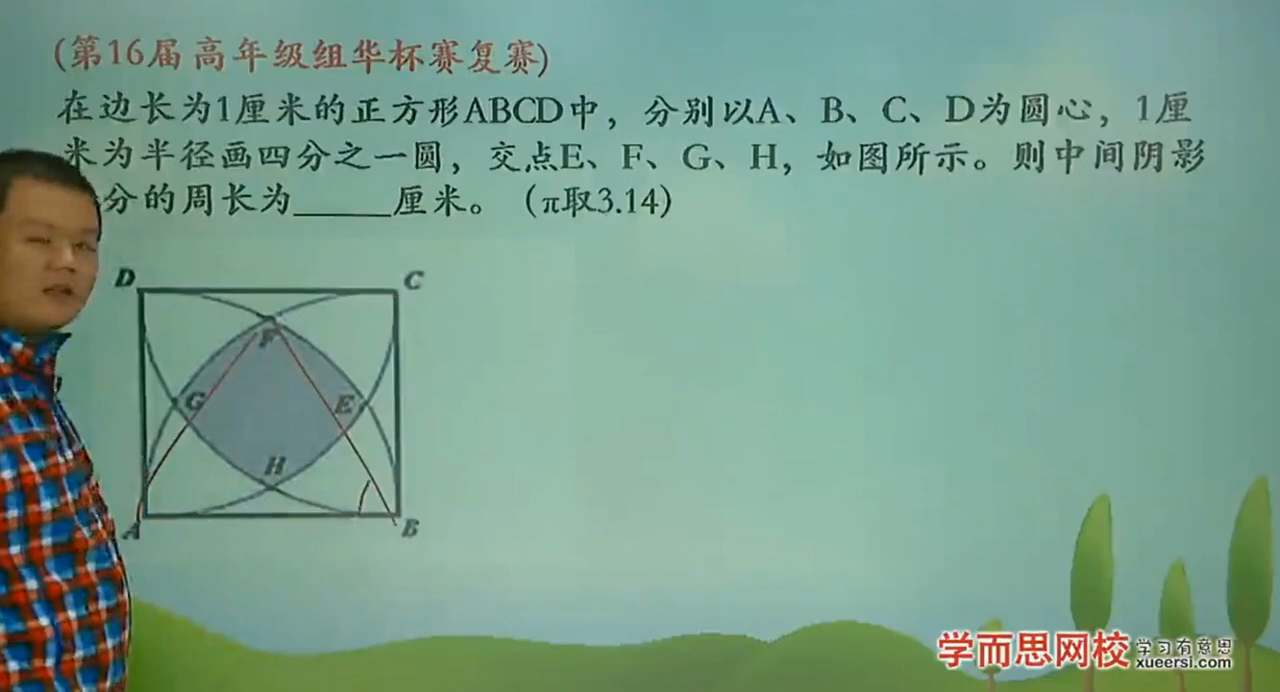 (第16届高年级组华杯赛复赛)
在边长为1厘米的正方形ABCD中，分别以A、B、C、D为圆心，1厘
米为半径画四分之一圆，交点E、F、G、H，如图所示。则中间阴影
分的周长为_____厘米。（π取3.14）
D C
F
G E
H
A B
学而思网校 学习有意思
xueersi.com